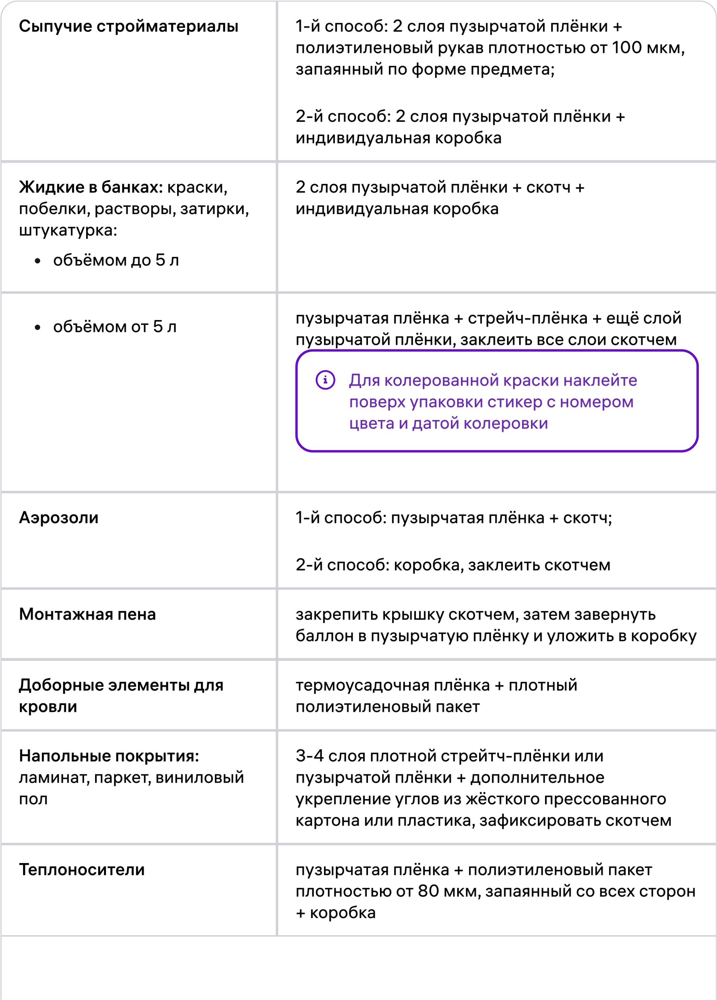 Сыпучие стройматериалы
1-й способ: 2 слоя пузырчатой плёнки +
полиэтиленовый рукав плотностью от 100 мкм,
запаянный по форме предмета;
2-й способ: 2 слоя пузырчатой плёнки +
индивидуальная коробка
Жидкие в банках: краски,
побелки, растворы, затирки,
штукатурка:
• объёмом до 5 л
2 слоя пузырчатой плёнки + скотч +
индивидуальная коробка
• объёмом от 5 л
пузырчатая плёнка + стрейч-плёнка + ещё слой
пузырчатой плёнки, заклеить все слои скотчем
Для колерованной краски наклейте
поверх упаковки стикер с номером
цвета и датой колеровки
Аэрозоли
1-й способ: пузырчатая плёнка + скотч;
2-й способ: коробка, заклеить скотчем
Монтажная пена
закрепить крышку скотчем, затем завернуть
баллон в пузырчатую плёнку и уложить в коробку
Доборные элементы для
кровли
термоусадочная плёнка + плотный
полиэтиленовый пакет
Напольные покрытия:
ламинат, паркет, виниловый
пол
3-4 слоя плотной стрейтч-плёнки или
пузырчатой плёнки + дополнительное
укрепление углов из жёсткого прессованного
картона или пластика, зафиксировать скотчем
Теплоносители
пузырчатая плёнка + полиэтиленовый пакет
плотностью от 80 мкм, запаянный со всех сторон
+ коробка